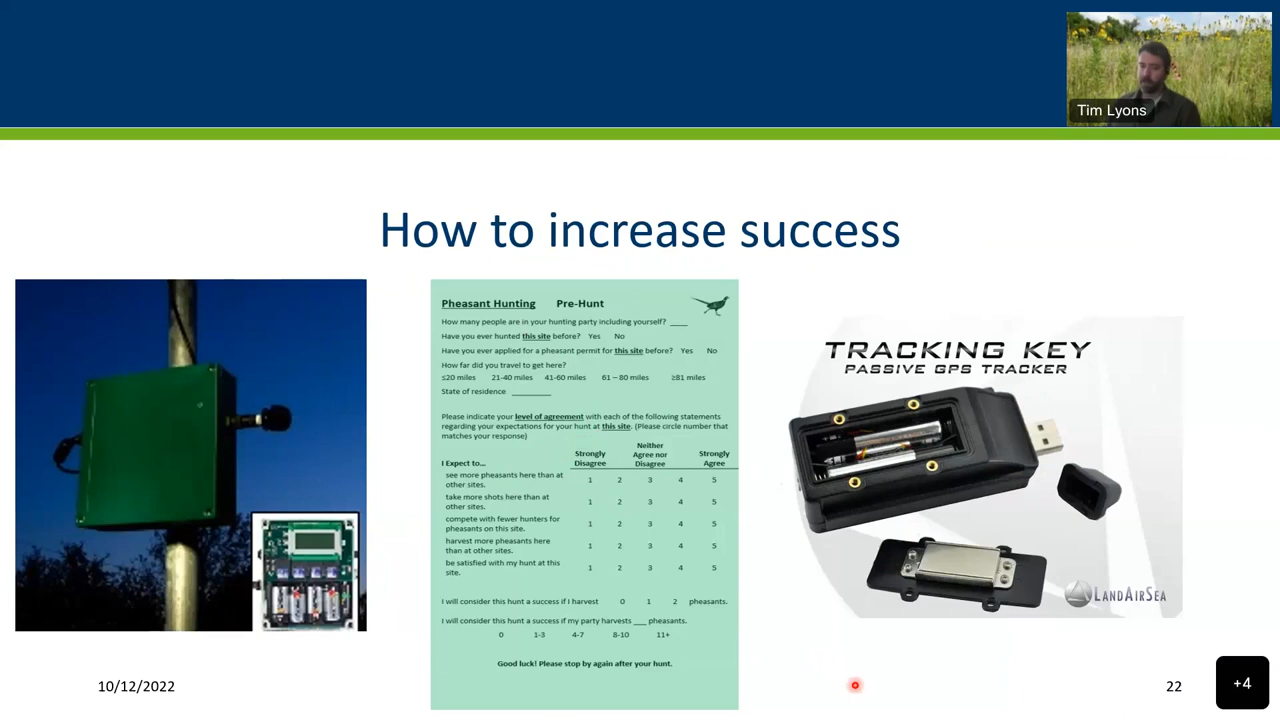 Tim Lyons
How to increase success
Pheasant Hunting Pre-Hunt
How many people are in your hunting party including yourself? ____
Have you ever hunted this site before? Yes No
Have you ever applied for a pheasant permit for this site before? Yes No
How far did you travel to get here?
≤20 miles 21-40 miles 41-60 miles 61 – 80 miles ≥81 miles
State of residence ________
Please indicate your level of agreement with each of the following statements
regarding your expectations for your hunt at this site. (Please circle number that
matches your response)
Neither
Strongly Agree nor Strongly
I Expect to... Disagree Disagree Agree
see more pheasants here than at
other sites. 1 2 3 4 5
take more shots here than at
other sites. 1 2 3 4 5
compete with fewer hunters for
pheasants on this site. 1 2 3 4 5
harvest more pheasants here
than at other sites. 1 2 3 4 5
be satisfied with my hunt at this
site. 1 2 3 4 5
I will consider this hunt a success if I harvest 0 1 2 pheasants.
I will consider this hunt a success if my party harvests ___ pheasants.
0 1-3 4-7 8-10 11+
Good luck! Please stop by again after your hunt.
TRACKING KEY
PASSIVE GPS TRACKER
LANDAIRSEA
10/12/2022
22
+4